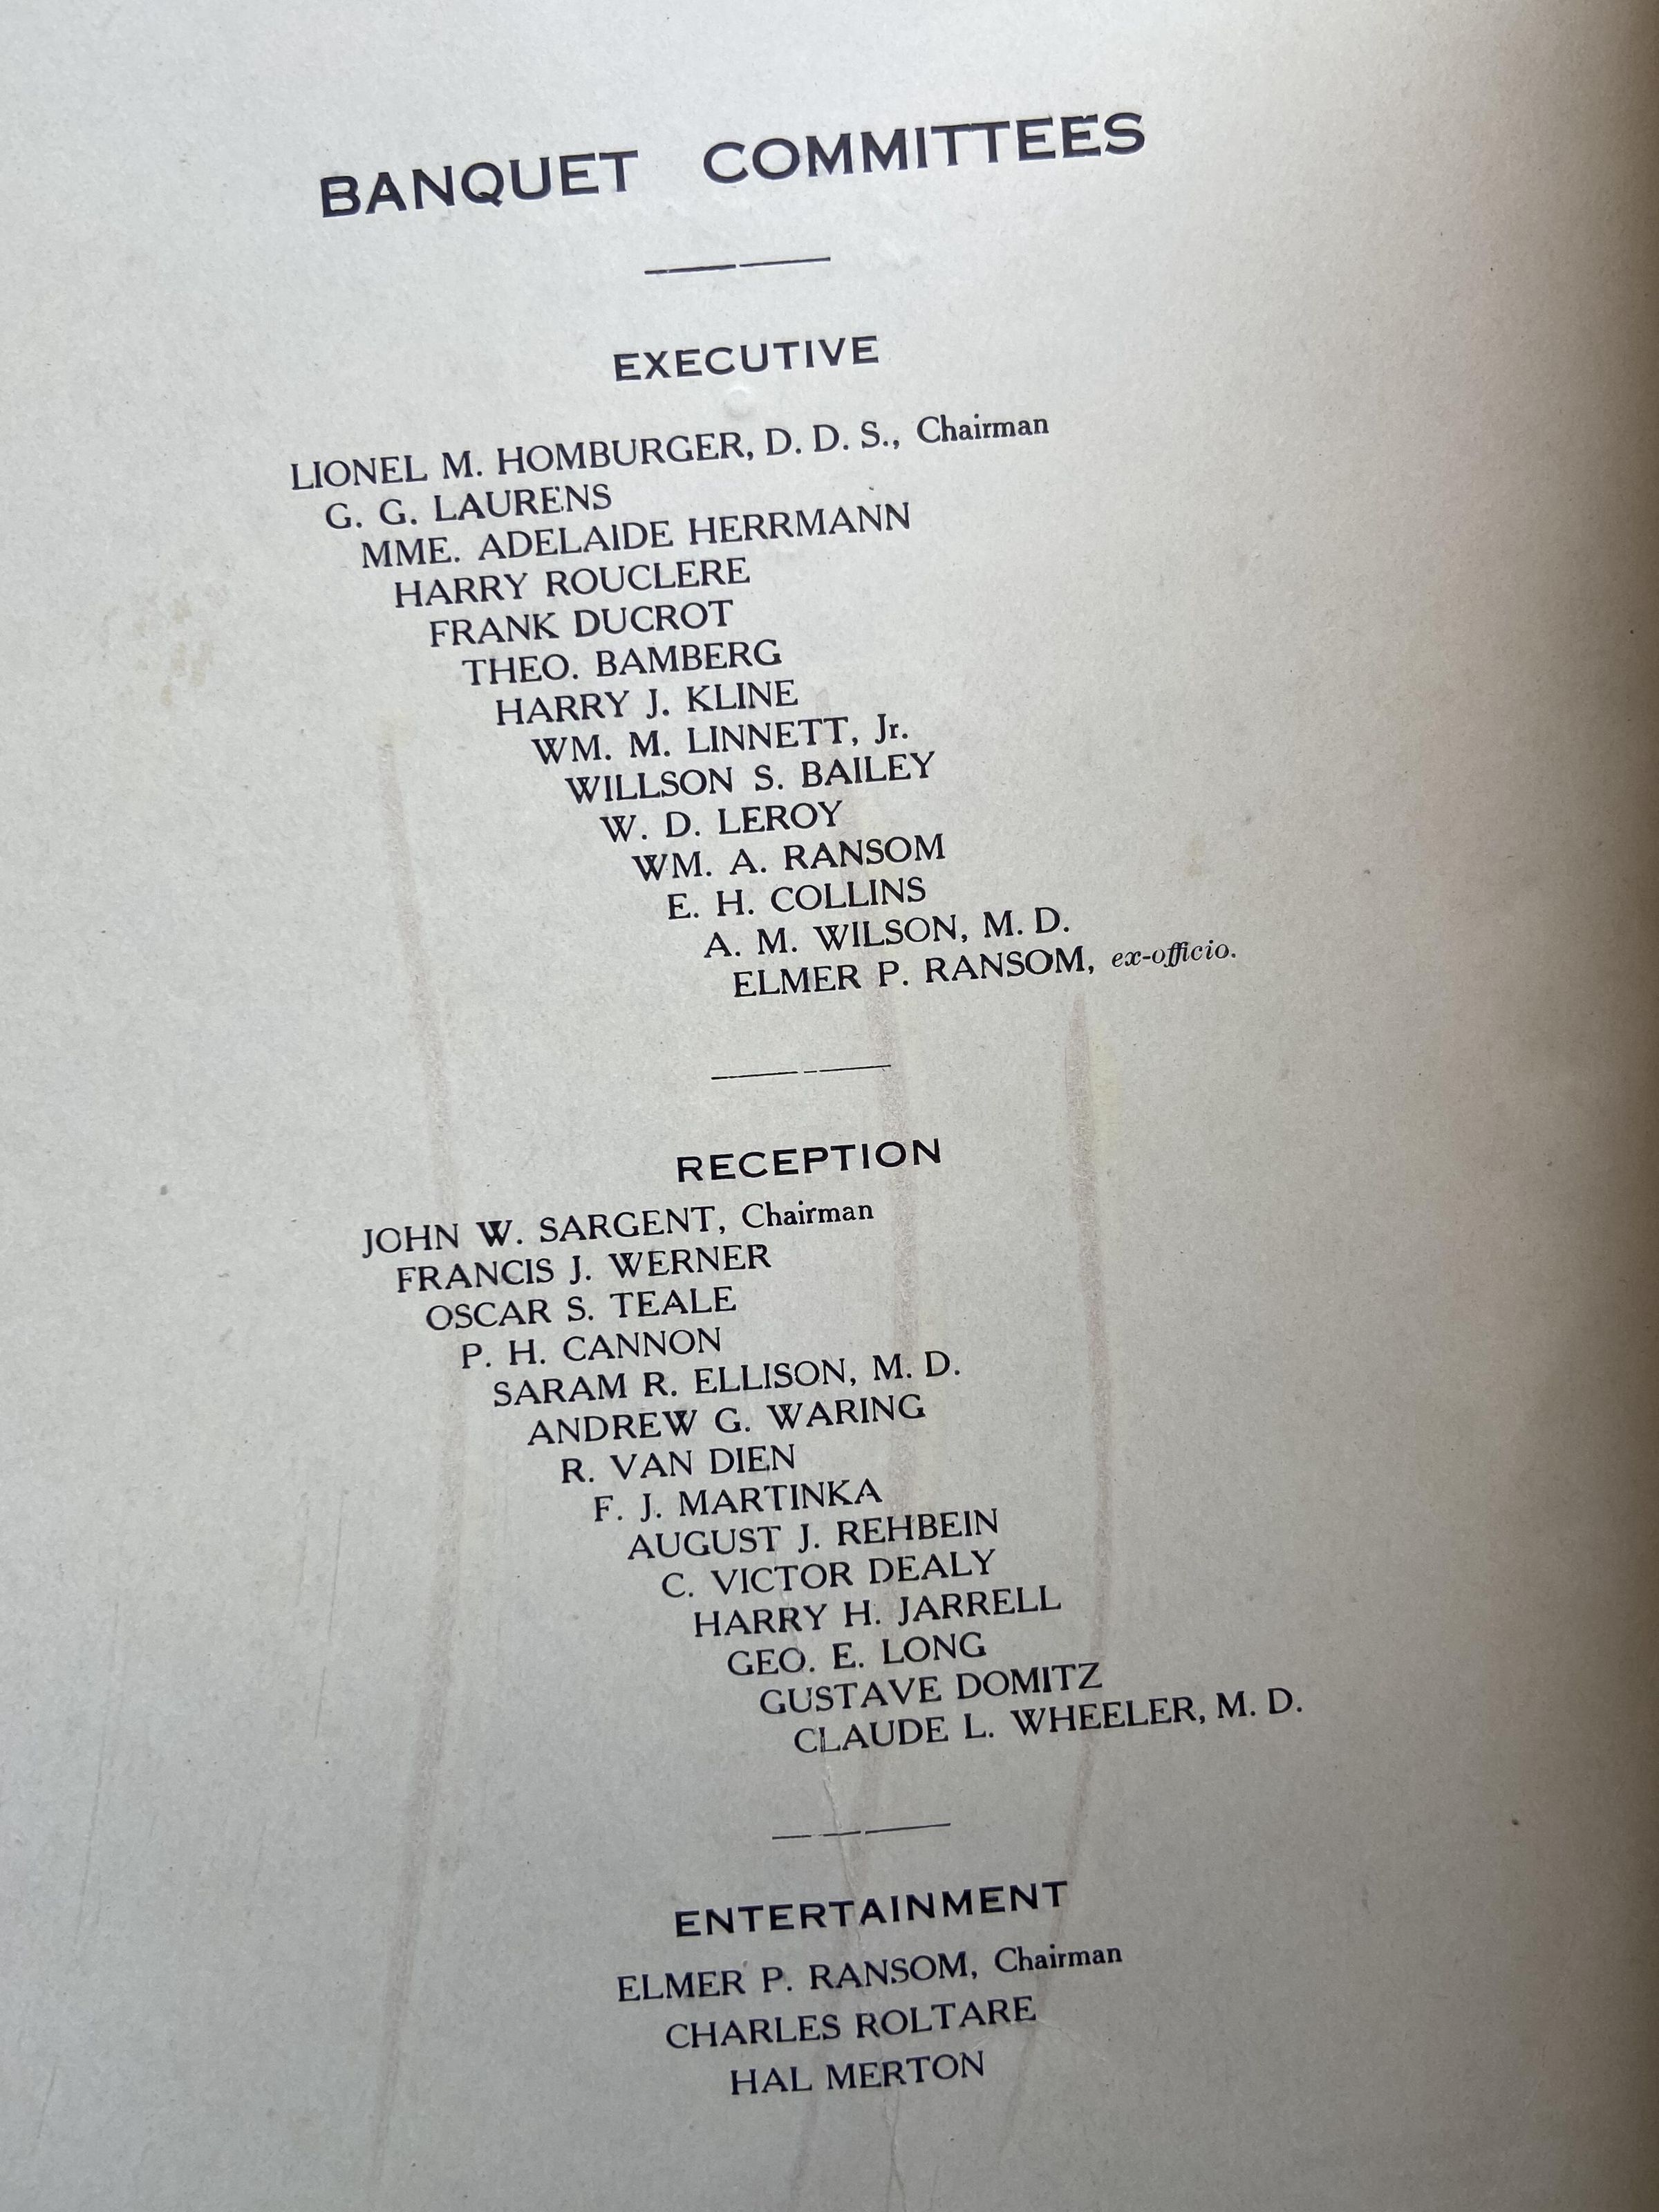 BANQUET COMMITTEES
EXECUTIVE
LIONEL M. HOMBURGER, D. D. S., Chairman
G. G. LAURENS
MME. ADELAIDE HERRMANN
HARRY ROUCLERE
FRANK DUCROT
THEO. BAMBERG
HARRY J. KLINE
WM. M. LINNETT, Jr.
WILLSON S. BAILEY
W. D. LEROY
WM. A. RANSOM
E. H. COLLINS
A. M. WILSON, M. D.
ELMER P. RANSOM, ex-officio.
RECEPTION
JOHN W. SARGENT, Chairman
FRANCIS J. WERNER
OSCAR S. TEALE
P. H. CANNON
SARAM R. ELLISON, M. D.
ANDREW G. WARING
R. VAN DIEN
F. J. MARTINKA
AUGUST J. REHBEIN
C. VICTOR DEALY
HARRY H. JARRELL
GEO. E. LONG
GUSTAVE DOMITZ
CLAUDE L. WHEELER, M. D.
ENTERTAINMENT
ELMER P. RANSOM, Chairman
CHARLES ROLTARE
HAL MERTON